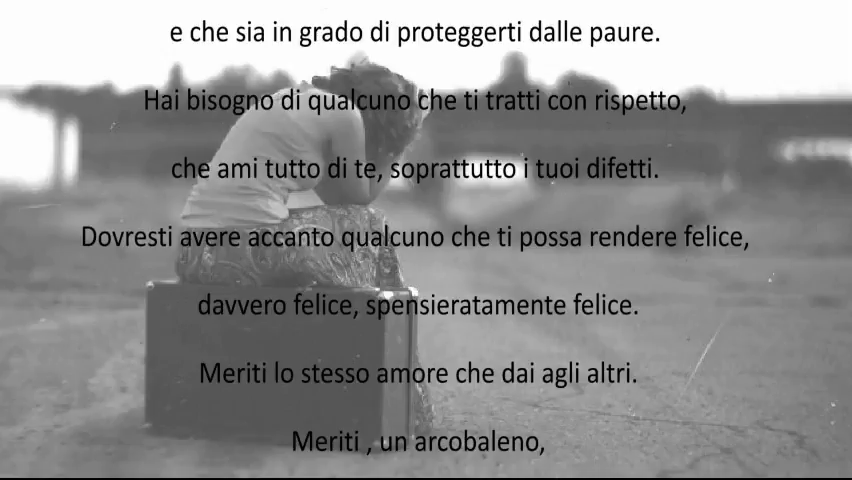 e che sia in grado di proteggerti dalle paure.
Hai bisogno di qualcuno che ti tratti con rispetto,
che ami tutto di te, soprattutto i tuoi difetti.
Dovresti avere accanto qualcuno che ti possa rendere felice,
davvero felice, spensieratamente felice.
Meriti lo stesso amore che dai agli altri.
Meriti , un arcobaleno,